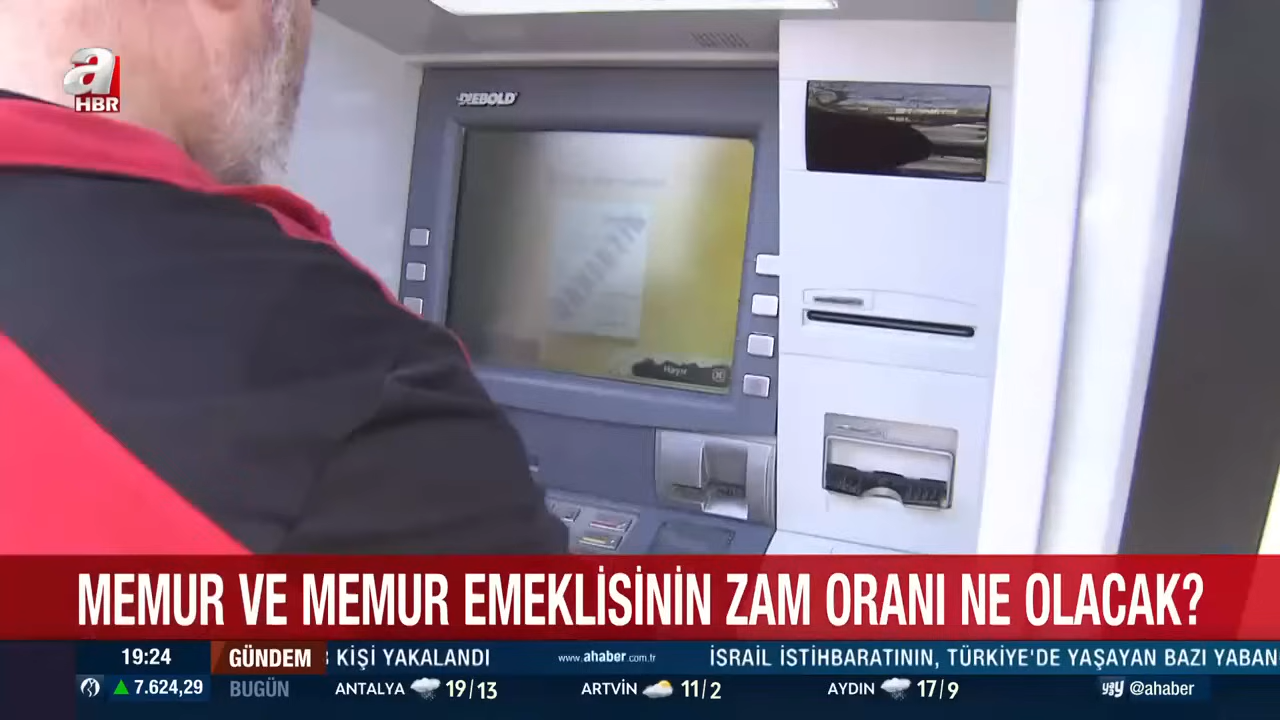 a
HBR
DIEBOLD
Hayır
MEMUR VE MEMUR EMEKLİSİNİN ZAM ORANI NE OLACAK?
19:24 GÜNDEM KİŞİ YAKALANDI www.ahaber.com.tr İSRAİL İSTİHBARATININ, TÜRKİYE'DE YAŞAYAN BAZI YABAN
7.624,29 BUGÜN ANTALYA 19/13 ARTVİN 11/2 AYDIN 17/9 @ahaber